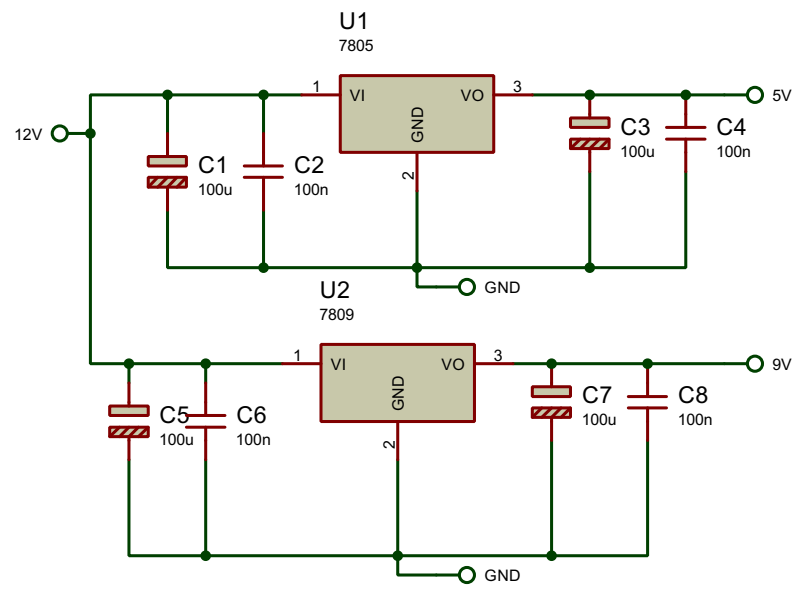 U1
7805
1
VI
VO
3
5V
12V
GND
2
C1
100u
C2
100n
C3
100u
C4
100n
GND
U2
7809
1
VI
VO
3
9V
GND
2
C5
100u
C6
100n
C7
100u
C8
100n
GND